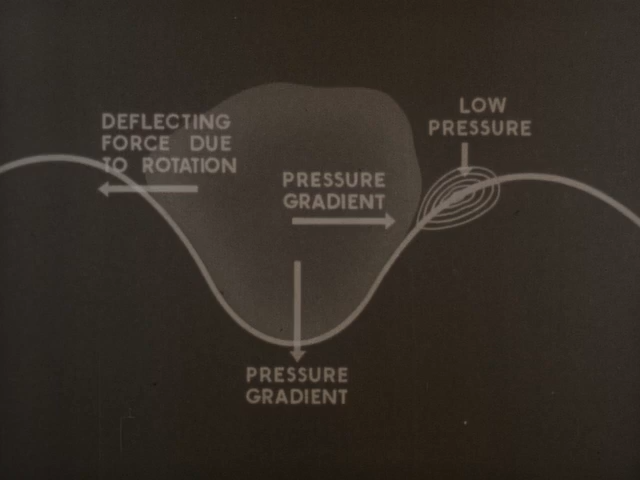 DEFLECTING
FORCE DUE
TO ROTATION
PRESSURE
GRADIENT
LOW
PRESSURE
PRESSURE
GRADIENT